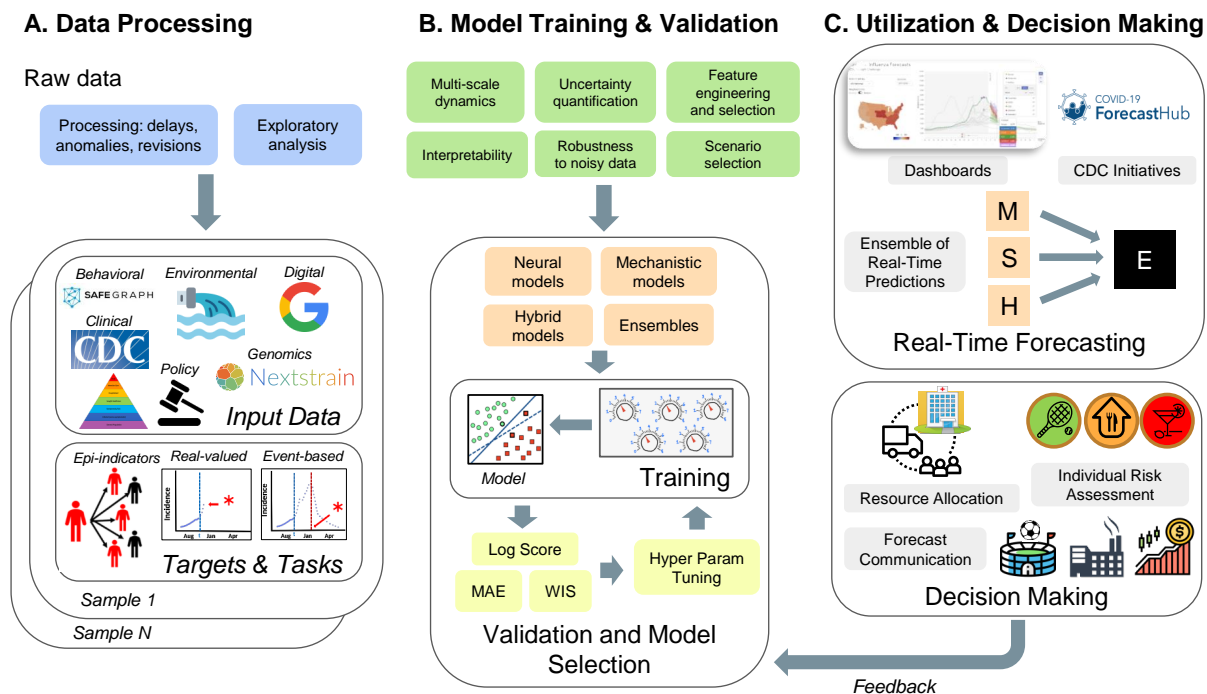 A. Data Processing
Raw data
Processing: delays,
anomalies, revisions
Exploratory
analysis
Behavioral
SAFEGRAPH
Environmental
Digital
Clinical
CDC
Policy
Genomics
Nextstrain
Input Data
Epi-indicators
Real-valued
Event-based
Incidence
Aug
1
Jan
Apr
Incidence
Aug
1
Jan
Apr
Targets & Tasks
Sample 1
Sample N
B. Model Training & Validation
Multi-scale
dynamics
Uncertainty
quantification
Feature
engineering
and selection
Interpretability
Robustness
to noisy data
Scenario
selection
Neural
models
Mechanistic
models
Hybrid
models
Ensembles
Model
Training
Log Score
MAE
WIS
Hyper Param
Tuning
Validation and Model
Selection
C. Utilization & Decision Making
Influenza Forecasts
COVID-19
ForecastHub
Dashboards
CDC Initiatives
Ensemble of
Real-Time
Predictions
M
S
H
E
Real-Time Forecasting
Resource Allocation
Individual Risk
Assessment
Forecast
Communication
Decision Making
Feedback